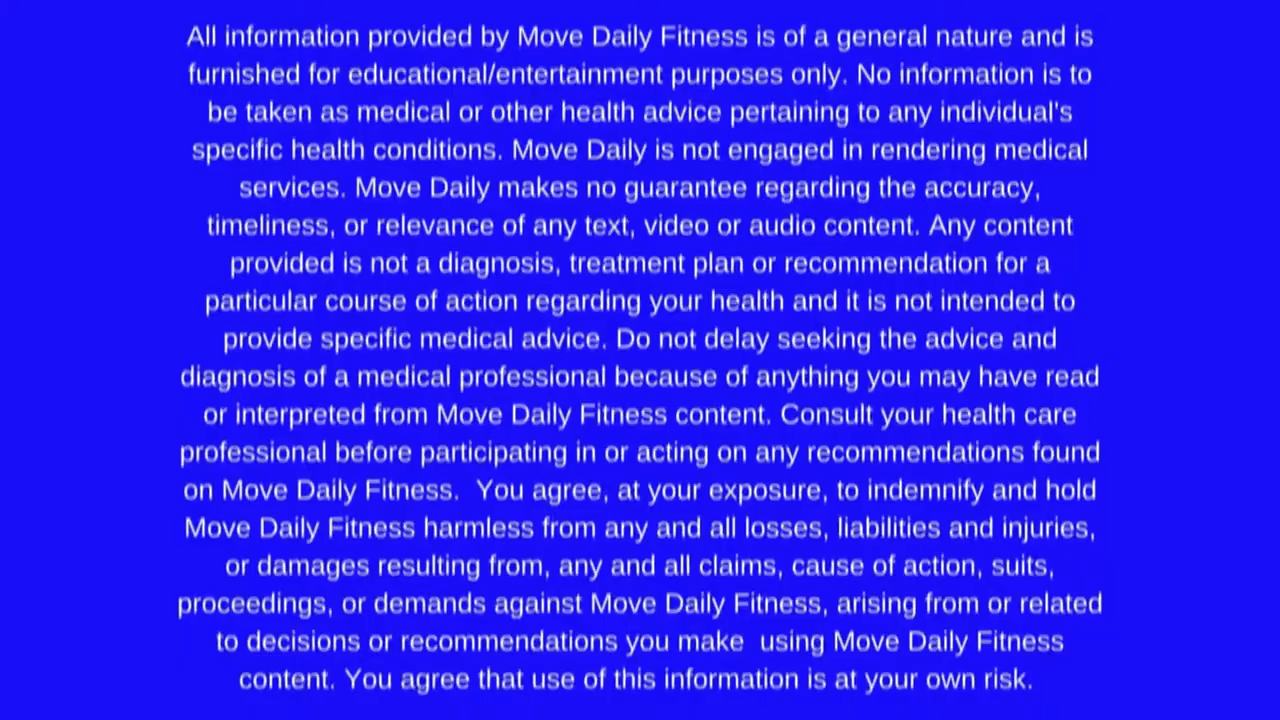 All information provided by Move Daily Fitness is of a general nature and is
furnished for educational/entertainment purposes only. No information is to
be taken as medical or other health advice pertaining to any individual's
specific health conditions. Move Daily is not engaged in rendering medical
services. Move Daily makes no guarantee regarding the accuracy,
timeliness, or relevance of any text, video or audio content. Any content
provided is not a diagnosis, treatment plan or recommendation for a
particular course of action regarding your health and it is not intended to
provide specific medical advice. Do not delay seeking the advice and
diagnosis of a medical professional because of anything you may have read
or interpreted from Move Daily Fitness content. Consult your health care
professional before participating in or acting on any recommendations found
on Move Daily Fitness.  You agree, at your exposure, to indemnify and hold
Move Daily Fitness harmless from any and all losses, liabilities and injuries,
or damages resulting from, any and all claims, cause of action, suits,
proceedings, or demands against Move Daily Fitness, arising from or related
to decisions or recommendations you make  using Move Daily Fitness
content. You agree that use of this information is at your own risk.